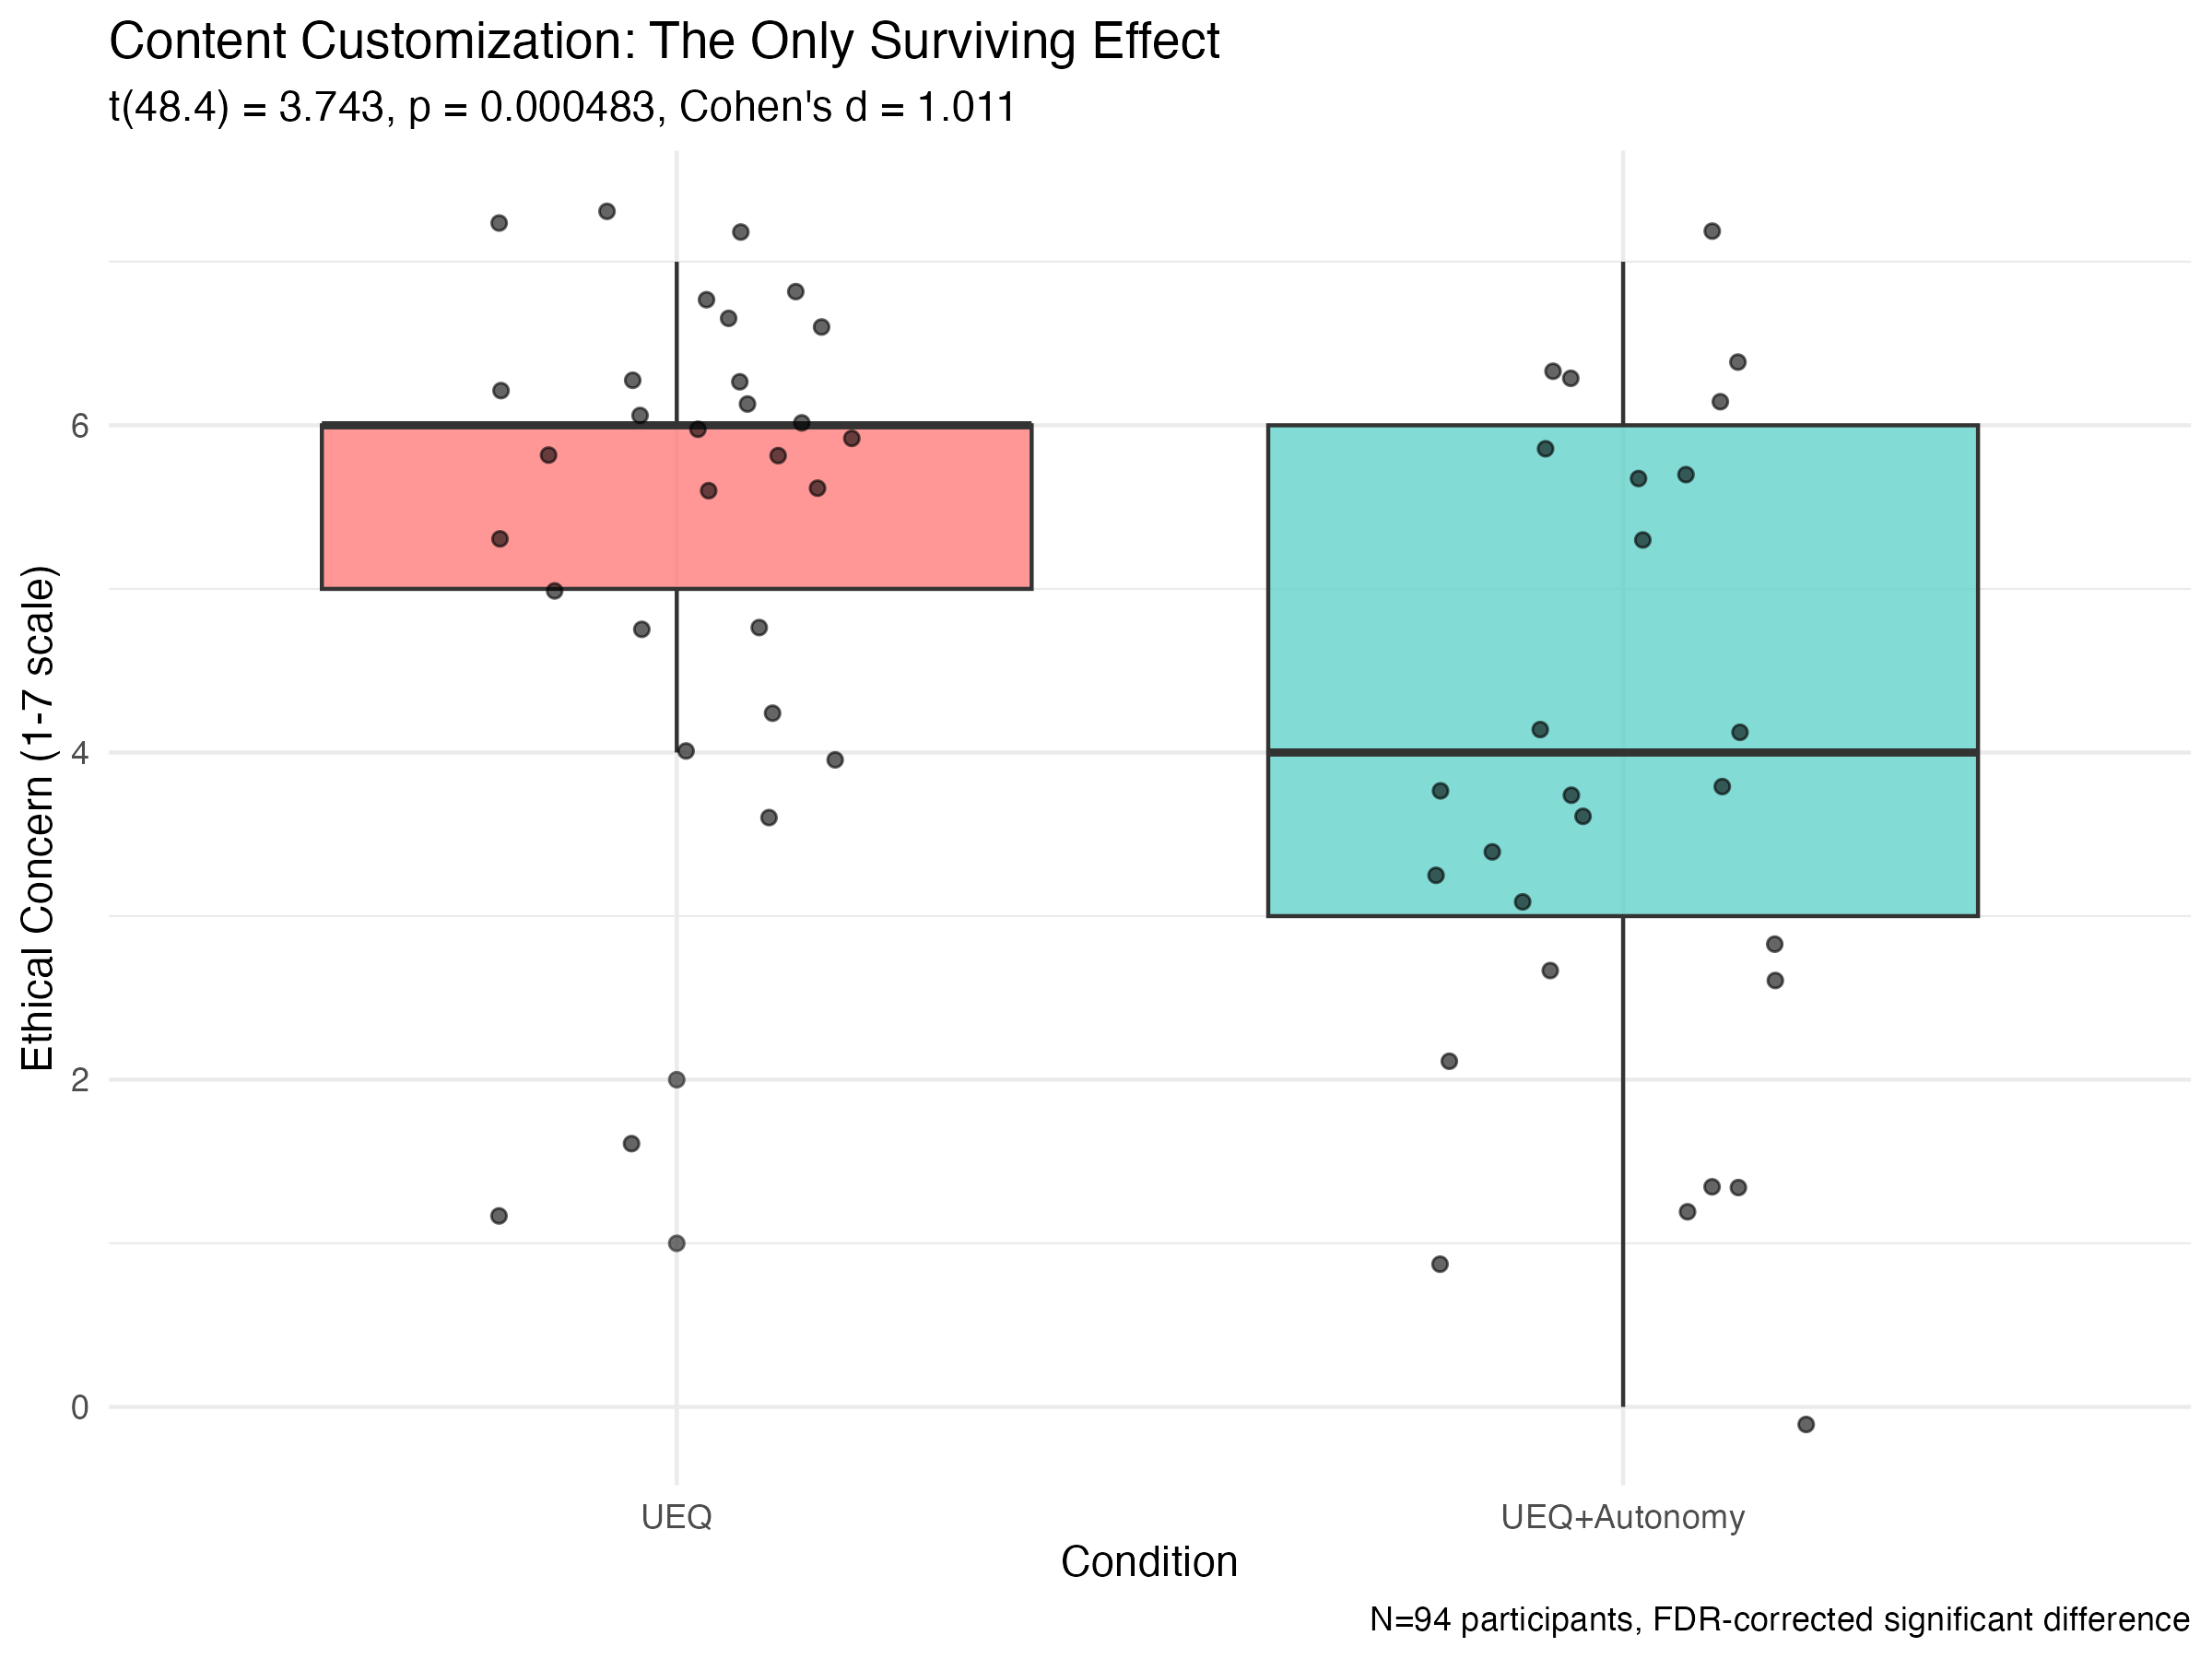 Content Customization: The Only Surviving Effect
t(48.4) = 3.743, p = 0.000483, Cohen's d = 1.011
Ethical Concern (1-7 scale)
6
4
2
0
UEQ
UEQ+Autonomy
Condition
N=94 participants, FDR-corrected significant difference